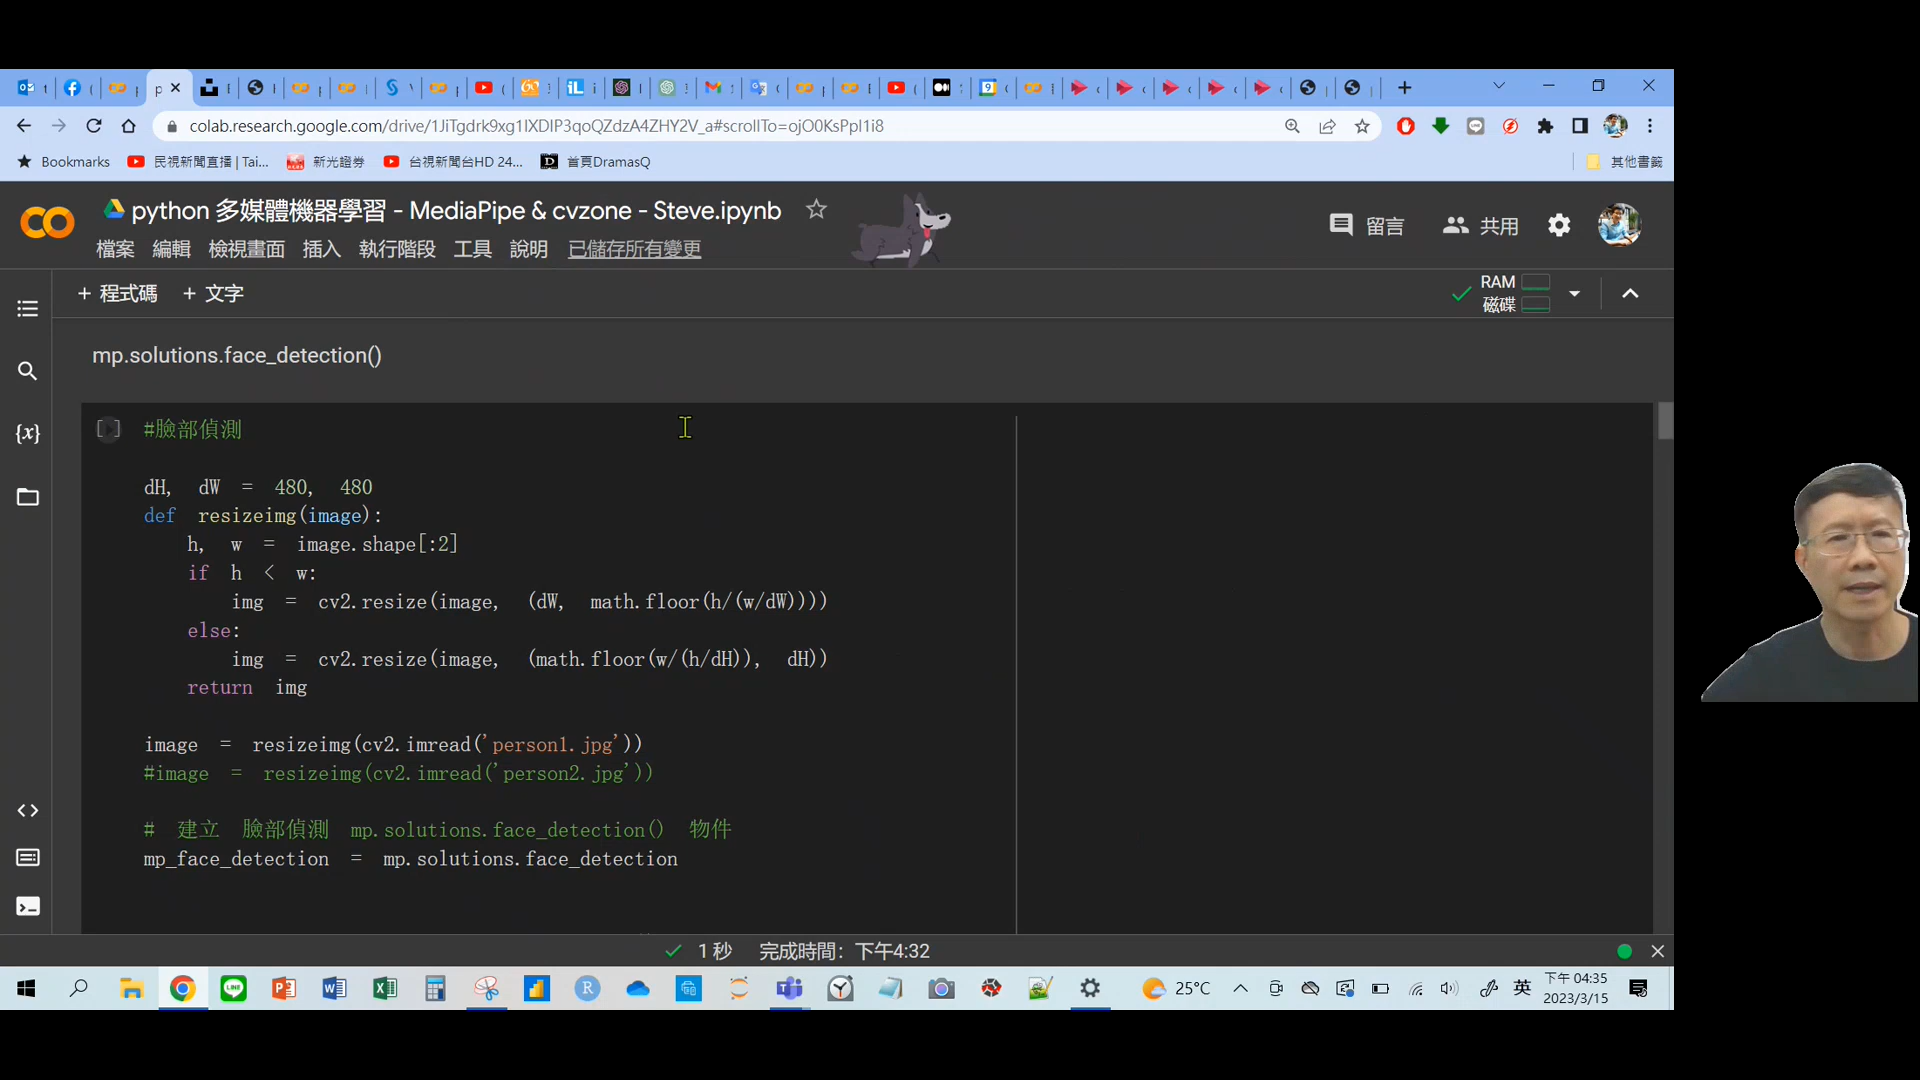 colab.research.google.com/drive/1JiTgdrk9xg1IXDIP3qoQZdzA4ZHY2V_a#scrollTo=ojO0KsPpI1i8
Bookmarks 民視新聞直播 | Tai... 新光證券 台視新聞台HD 24... 首頁DramasQ 其他書籤
python 多媒體機器學習 - MediaPipe & cvzone - Steve.ipynb
留言 共用
檔案 編輯 檢視畫面 插入 執行階段 工具 說明 已儲存所有變更
+ 程式碼 + 文字
RAM
磁碟
mp.solutions.face_detection()
#臉部偵測
dH, dW = 480, 480
def resizeimg(image):
h, w = image.shape[:2]
if h < w:
img = cv2.resize(image, (dW, math.floor(h/(w/dW))))
else:
img = cv2.resize(image, (math.floor(w/(h/dH)), dH))
return img
image = resizeimg(cv2.imread('person1.jpg'))
#image = resizeimg(cv2.imread('person2.jpg'))
# 建立 臉部偵測 mp.solutions.face_detection() 物件
mp_face_detection = mp.solutions.face_detection
1 秒 完成時間: 下午4:32
25°C
英
下午 04:35
2023/3/15